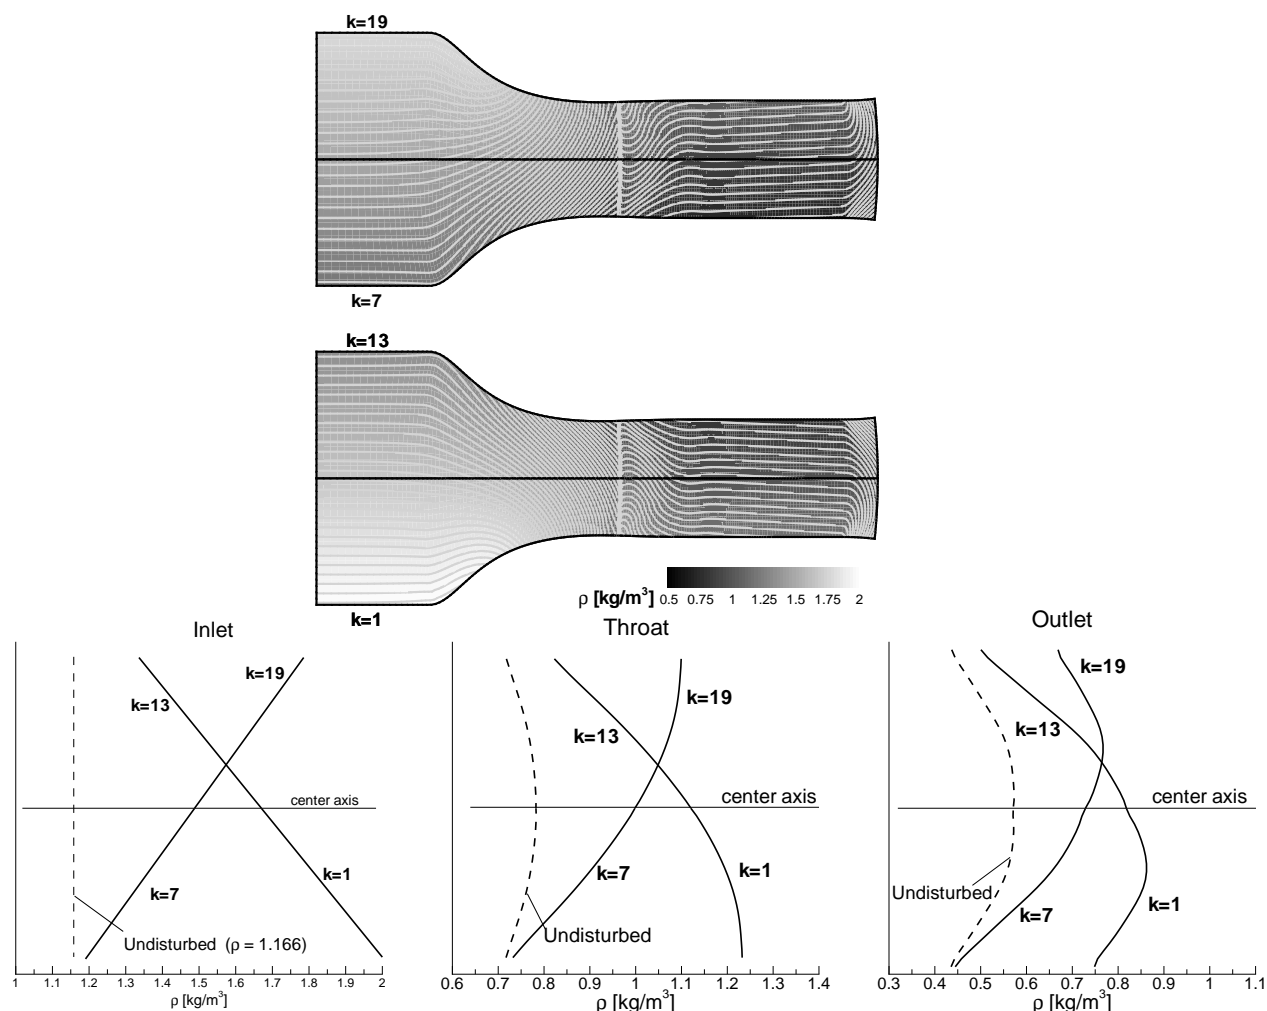 k=19
k=7
k=13
k=1
ρ [kg/m³]
0.5 0.75 1 1.25 1.5 1.75 2
Inlet
k=19
k=13
center axis
k=1
k=7
Undisturbed (ρ = 1.166)
1 1.1 1.2 1.3 1.4 1.5 1.6 1.7 1.8 1.9 2
ρ [kg/m³]
Throat
k=19
k=13
center axis
k=7
k=1
Undisturbed
0.6 0.7 0.8 0.9 1 1.1 1.2 1.3 1.4
ρ [kg/m³]
Outlet
k=19
k=13
center axis
Undisturbed
k=7
k=1
0.3 0.4 0.5 0.6 0.7 0.8 0.9 1 1.1
ρ [kg/m³]